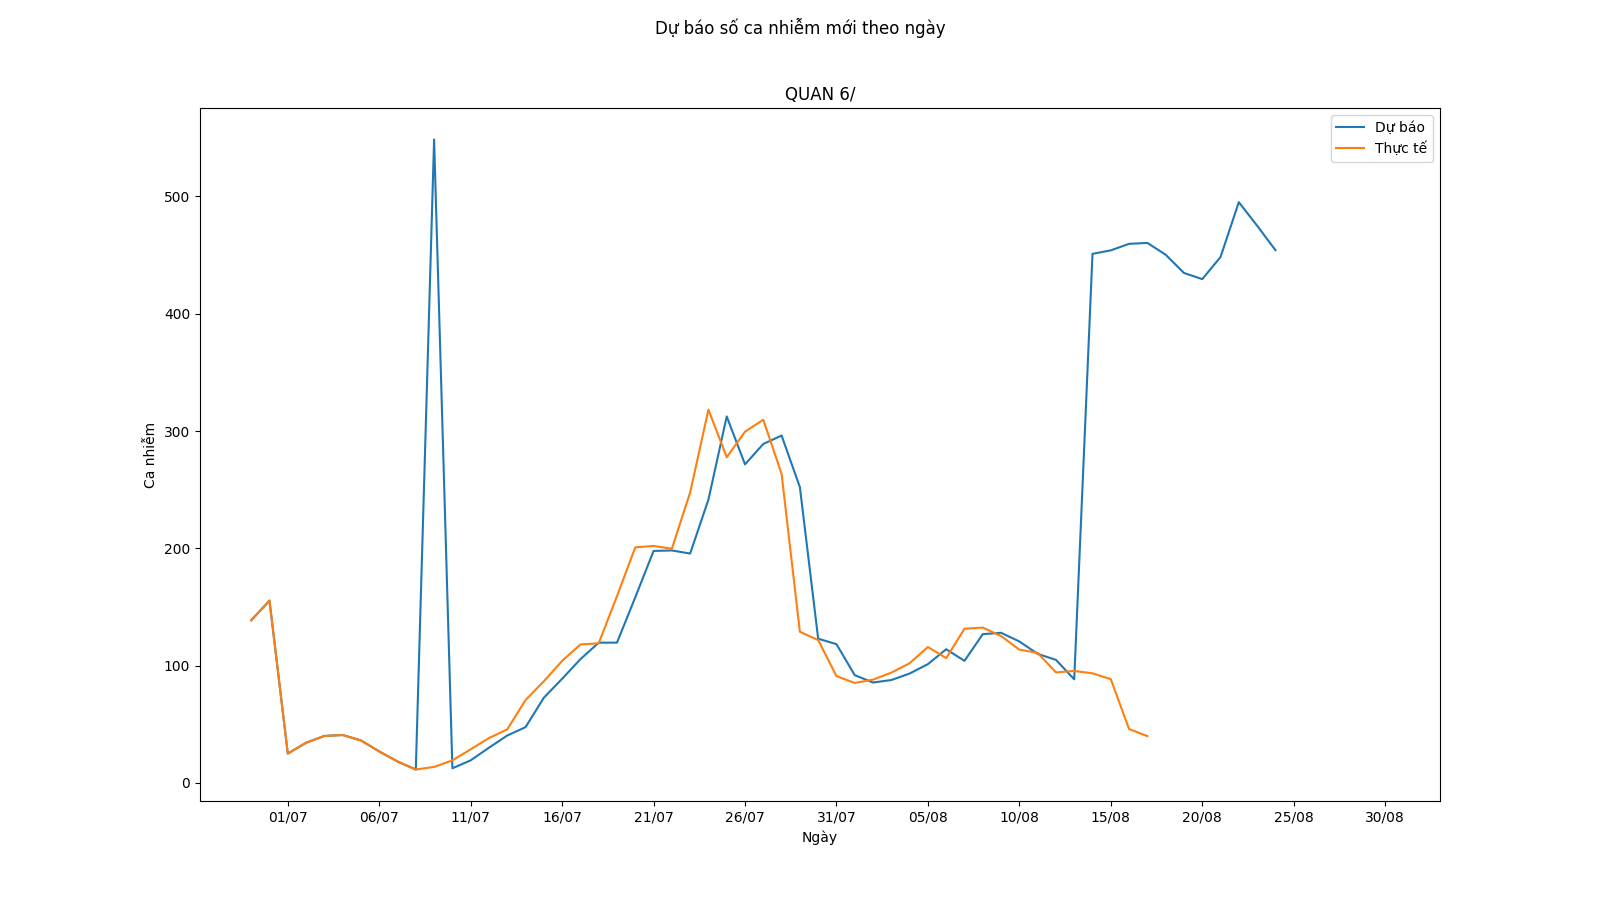 Dự báo số ca nhiễm mới theo ngày
QUAN 6/
Dự báo
Thực tế
500
400
300
200
100
0
Ca nhiễm
01/07 06/07 11/07 16/07 21/07 26/07 31/07 05/08 10/08 15/08 20/08 25/08 30/08
Ngày